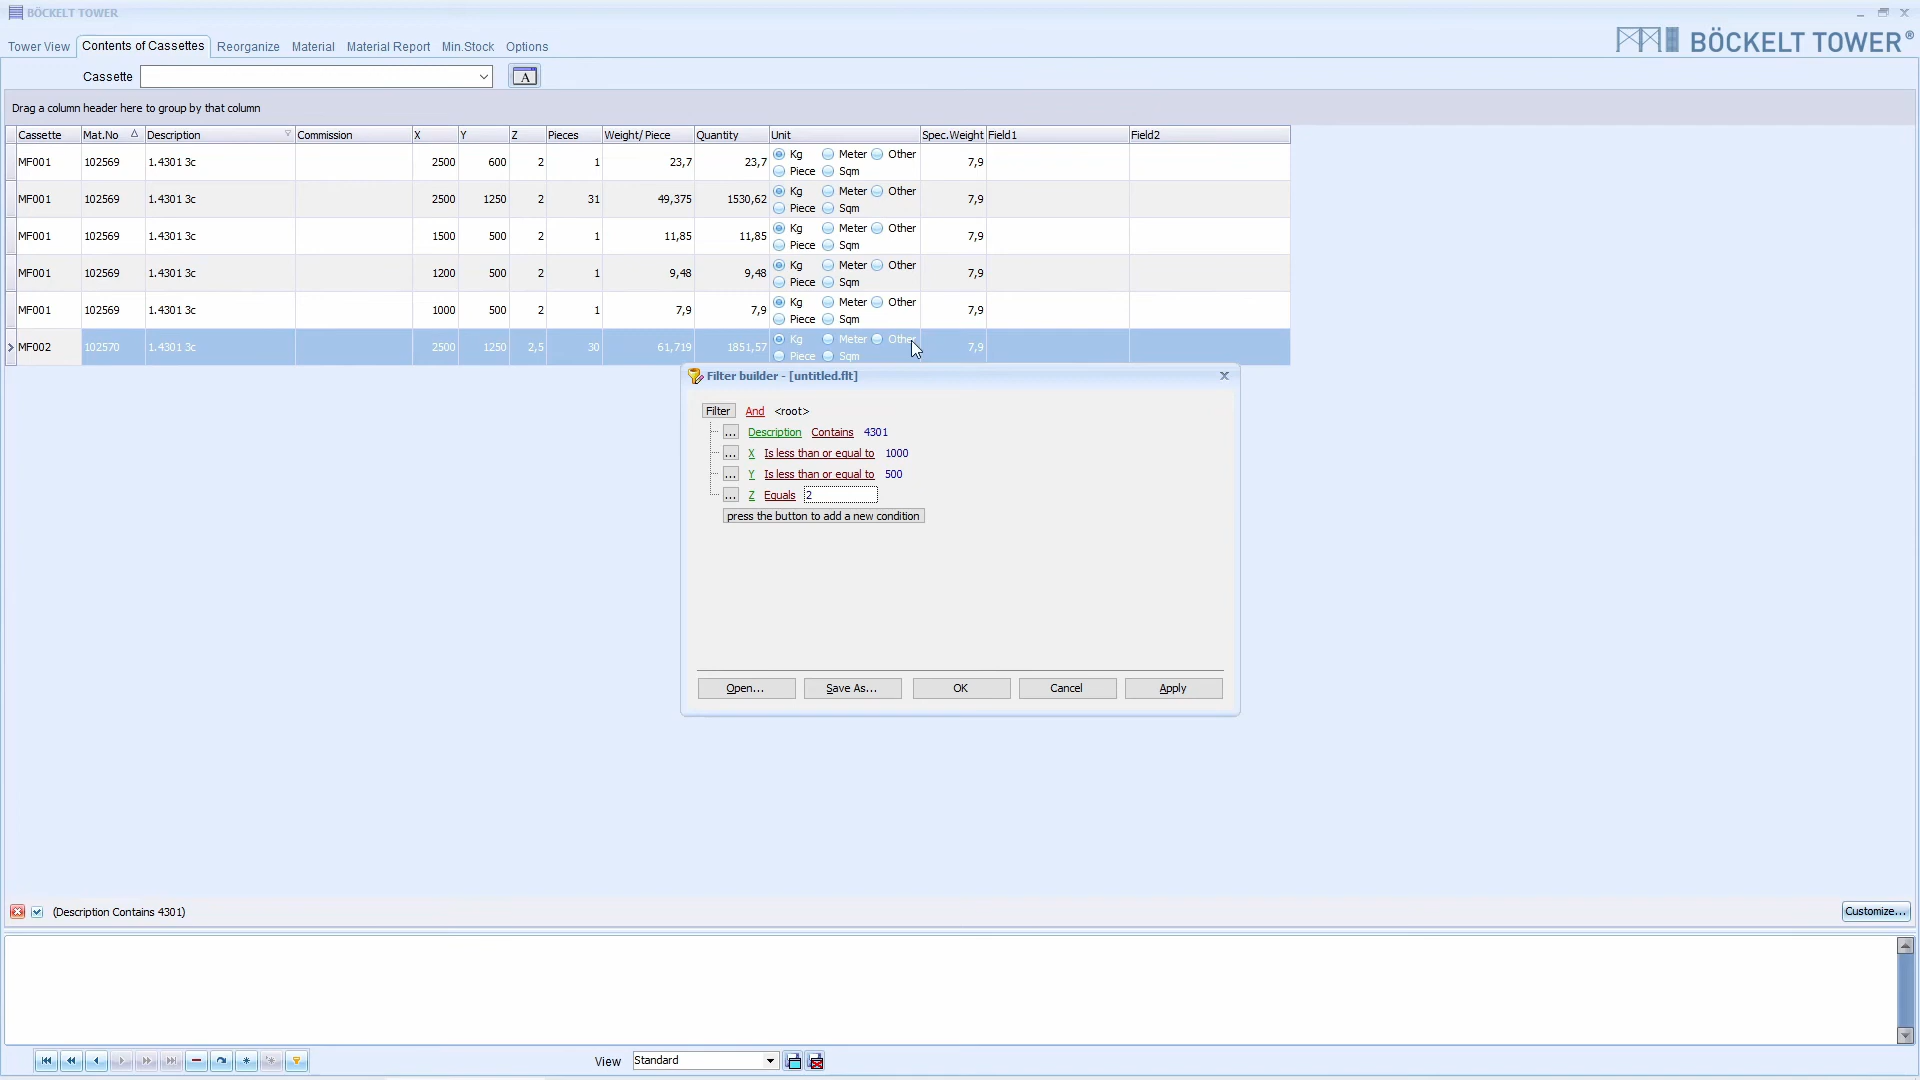 BÖCKELT TOWER
Tower View Contents of Cassettes Reorganize Material Material Report Min.Stock Options
BÖCKELT TOWER®
Cassette
A
Drag a column header here to group by that column
Cassette Mat.No Description Commission X Y Z Pieces Weight/ Piece Quantity Unit Spec.Weight Field1 Field2
MF001 102569 1.4301 3c 2500 600 2 1 23,7 23,7 Kg Meter Other 7,9
Piece Sqm
MF001 102569 1.4301 3c 2500 1250 2 31 49,375 1530,62 Kg Meter Other 7,9
Piece Sqm
MF001 102569 1.4301 3c 1500 500 2 1 11,85 11,85 Kg Meter Other 7,9
Piece Sqm
MF001 102569 1.4301 3c 1200 500 2 1 9,48 9,48 Kg Meter Other 7,9
Piece Sqm
MF001 102569 1.4301 3c 1000 500 2 1 7,9 7,9 Kg Meter Other 7,9
Piece Sqm
MF002 102570 1.4301 3c 2500 1250 2,5 30 61,719 1851,57 Kg Meter Other 7,9
Piece Sqm
Filter builder - [untitled.flt]
Filter And <root>
... Description Contains 4301
... X Is less than or equal to 1000
... Y Is less than or equal to 500
... Z Equals 2
press the button to add a new condition
Open... Save As... OK Cancel Apply
(Description Contains 4301)
Customize...
View Standard